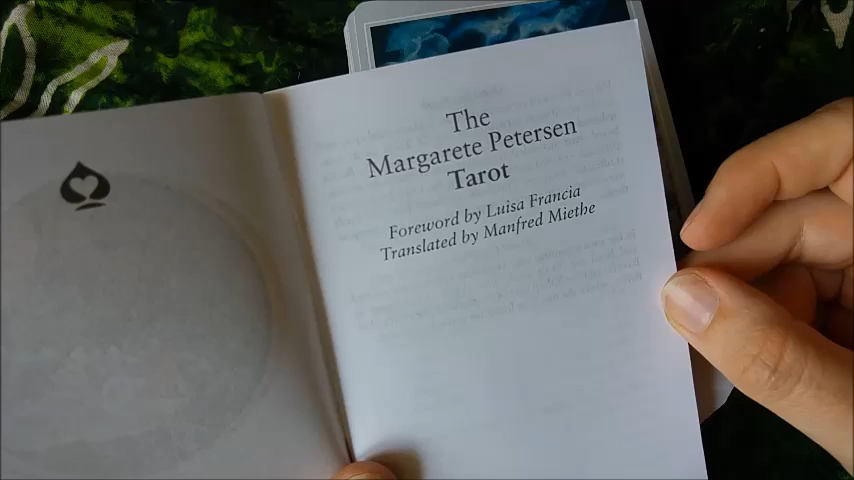 The
Margarete Petersen
Tarot
Foreword by Luisa Francia
Translated by Manfred Miethe